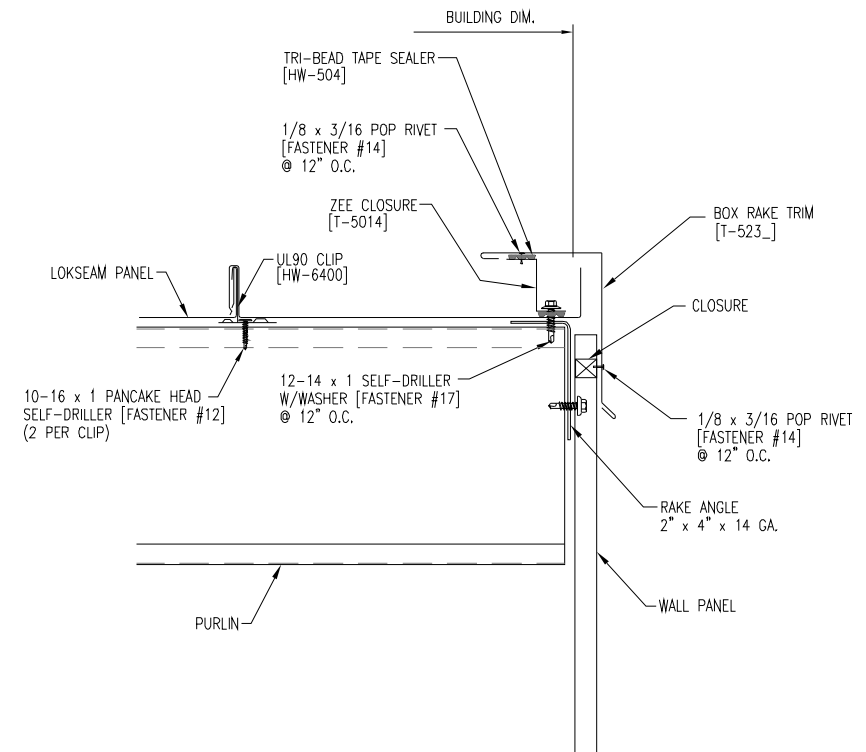 BUILDING DIM.
TRI-BEAD TAPE SEALER
[HW-504]
1/8 x 3/16 POP RIVET
[FASTENER #14]
@ 12" O.C.
ZEE CLOSURE
[T-5014]
BOX RAKE TRIM
[T-523_]
UL90 CLIP
[HW-6400]
LOKSEAM PANEL
CLOSURE
10-16 x 1 PANCAKE HEAD
SELF-DRILLER [FASTENER #12]
(2 PER CLIP)
12-14 x 1 SELF-DRILLER
W/WASHER [FASTENER #17]
@ 12" O.C.
1/8 x 3/16 POP RIVET
[FASTENER #14]
@ 12" O.C.
RAKE ANGLE
2" x 4" x 14 GA.
WALL PANEL
PURLIN